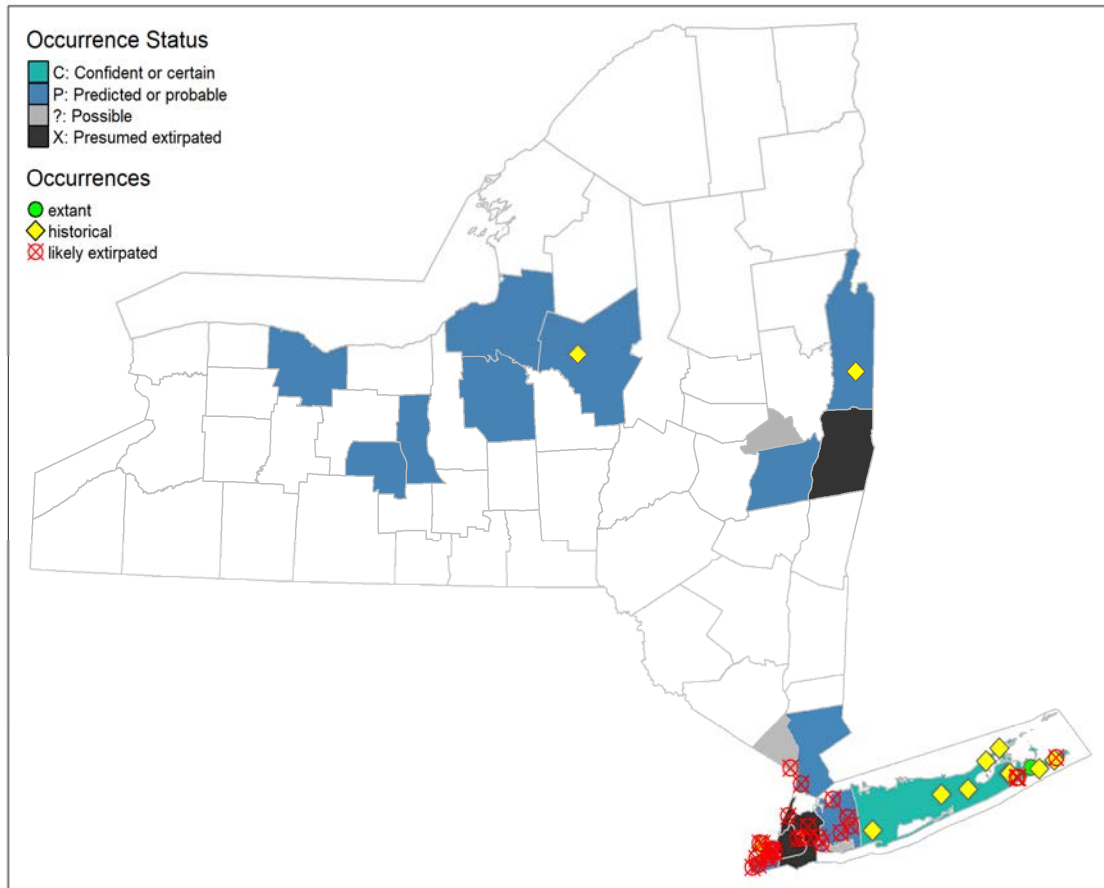 Occurrence Status
C: Confident or certain
P: Predicted or probable
?: Possible
X: Presumed extirpated
Occurrences
extant
historical
likely extirpated